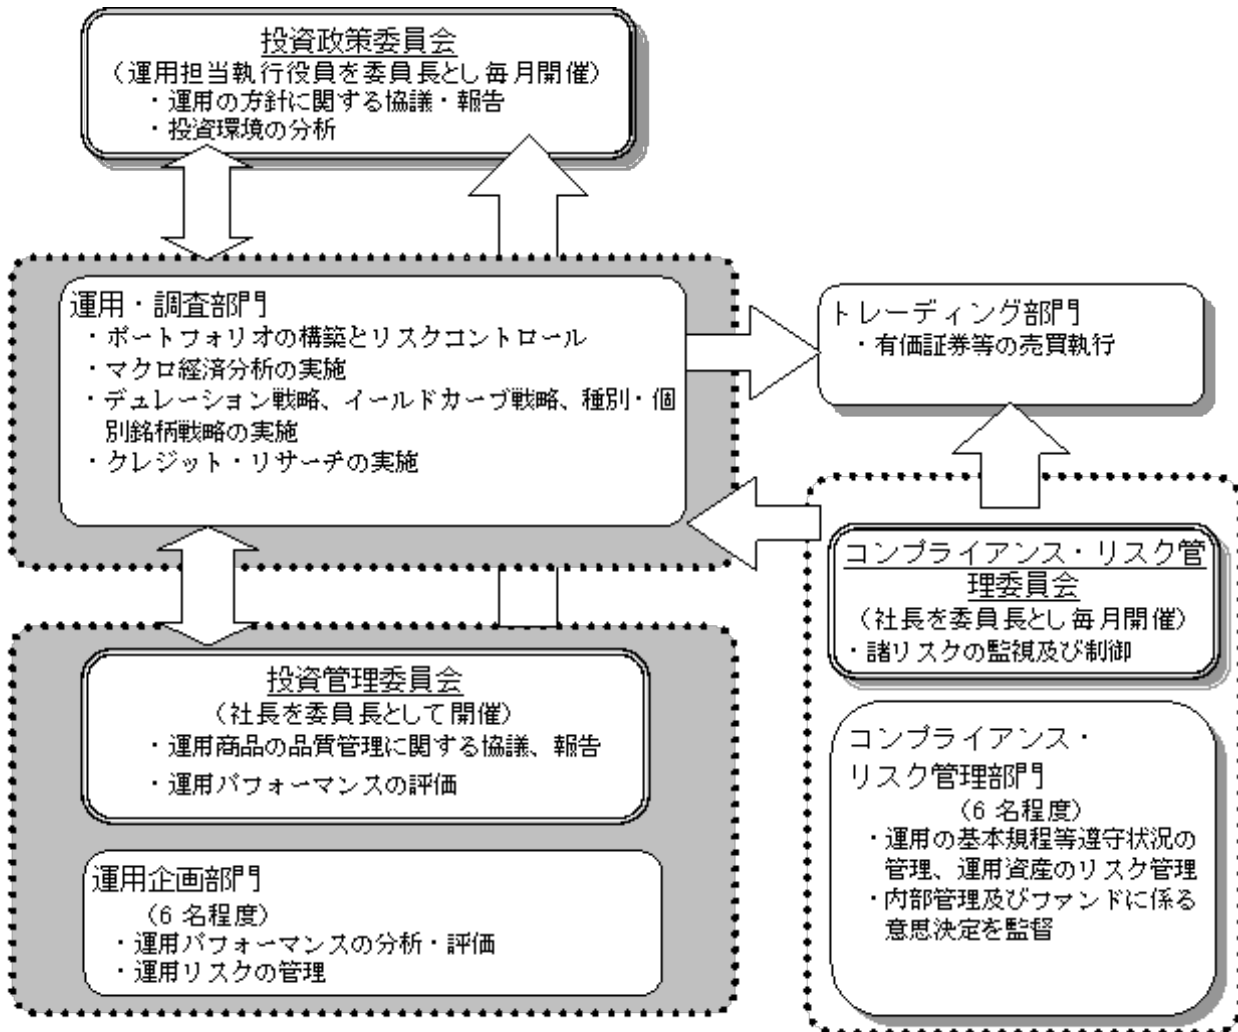 投資政策委員会
（運用担当執行役員を委員長とし毎月開催）
・運用の方針に関する協議・報告
・投資環境の分析
運用・調査部門
・ポートフォリオの構築とリスクコントロール
・マクロ経済分析の実施
・デュレーション戦略、イールドカーブ戦略、種別・個
別銘柄戦略の実施
・クレジット・リサーチの実施
トレーディング部門
・有価証券等の売買執行
コンプライアンス・リスク管
理委員会
（社長を委員長とし毎月開催）
・諸リスクの監視及び制御
投資管理委員会
（社長を委員長として開催）
・運用商品の品質管理に関する協議、報告
・運用パフォーマンスの評価
コンプライアンス・
リスク管理部門
（6 名程度）
・運用の基本規程等遵守状況の
管理、運用資産のリスク管理
・内部管理及びファンドに係る
意思決定を監督
運用企画部門
（6 名程度）
・運用パフォーマンスの分析・評価
・運用リスクの管理